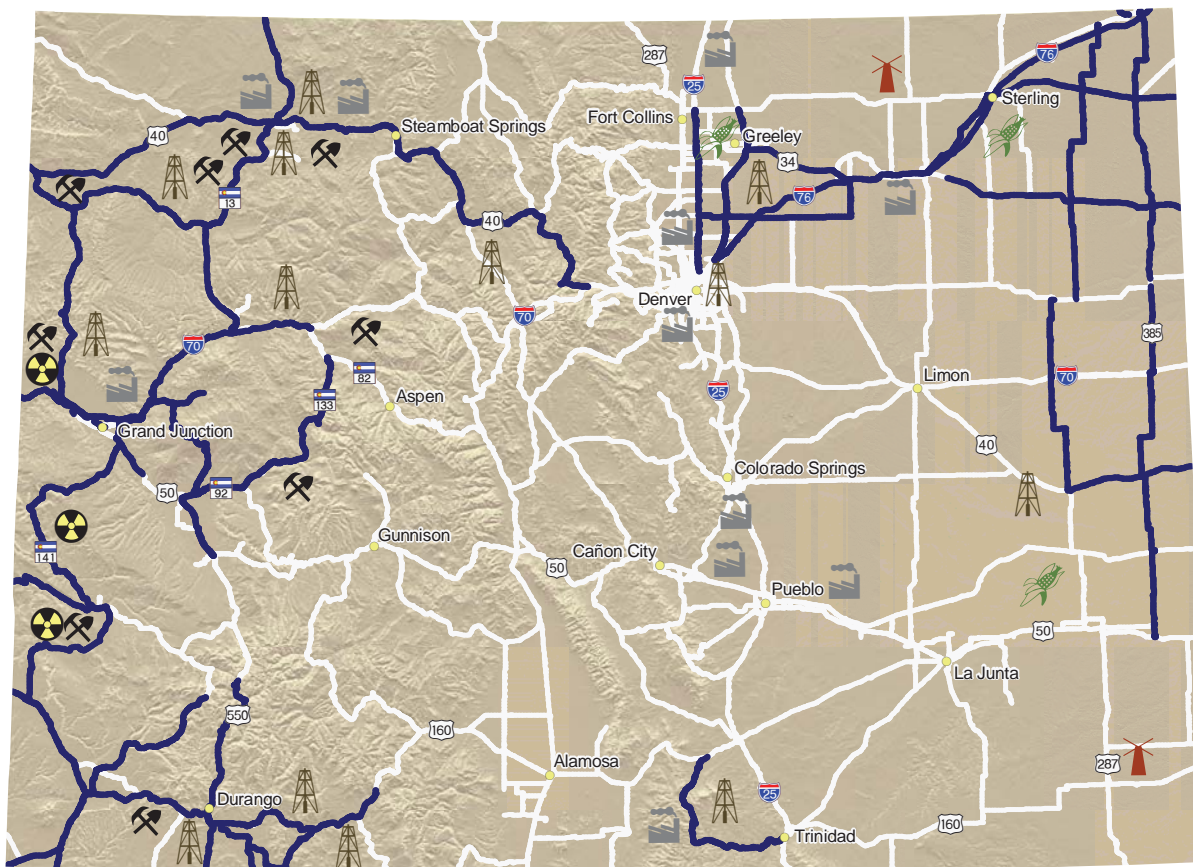 287
25
76
Sterling
Fort Collins
Greeley
40
Steamboat Springs
34
13
76
40
Denver
70
70
385
82
133
Aspen
25
Limon
70
Grand Junction
40
Colorado Springs
92
50
Gunnison
141
Cañon City
50
Pueblo
50
La Junta
550
160
Alamosa
287
25
Durango
160
Trinidad